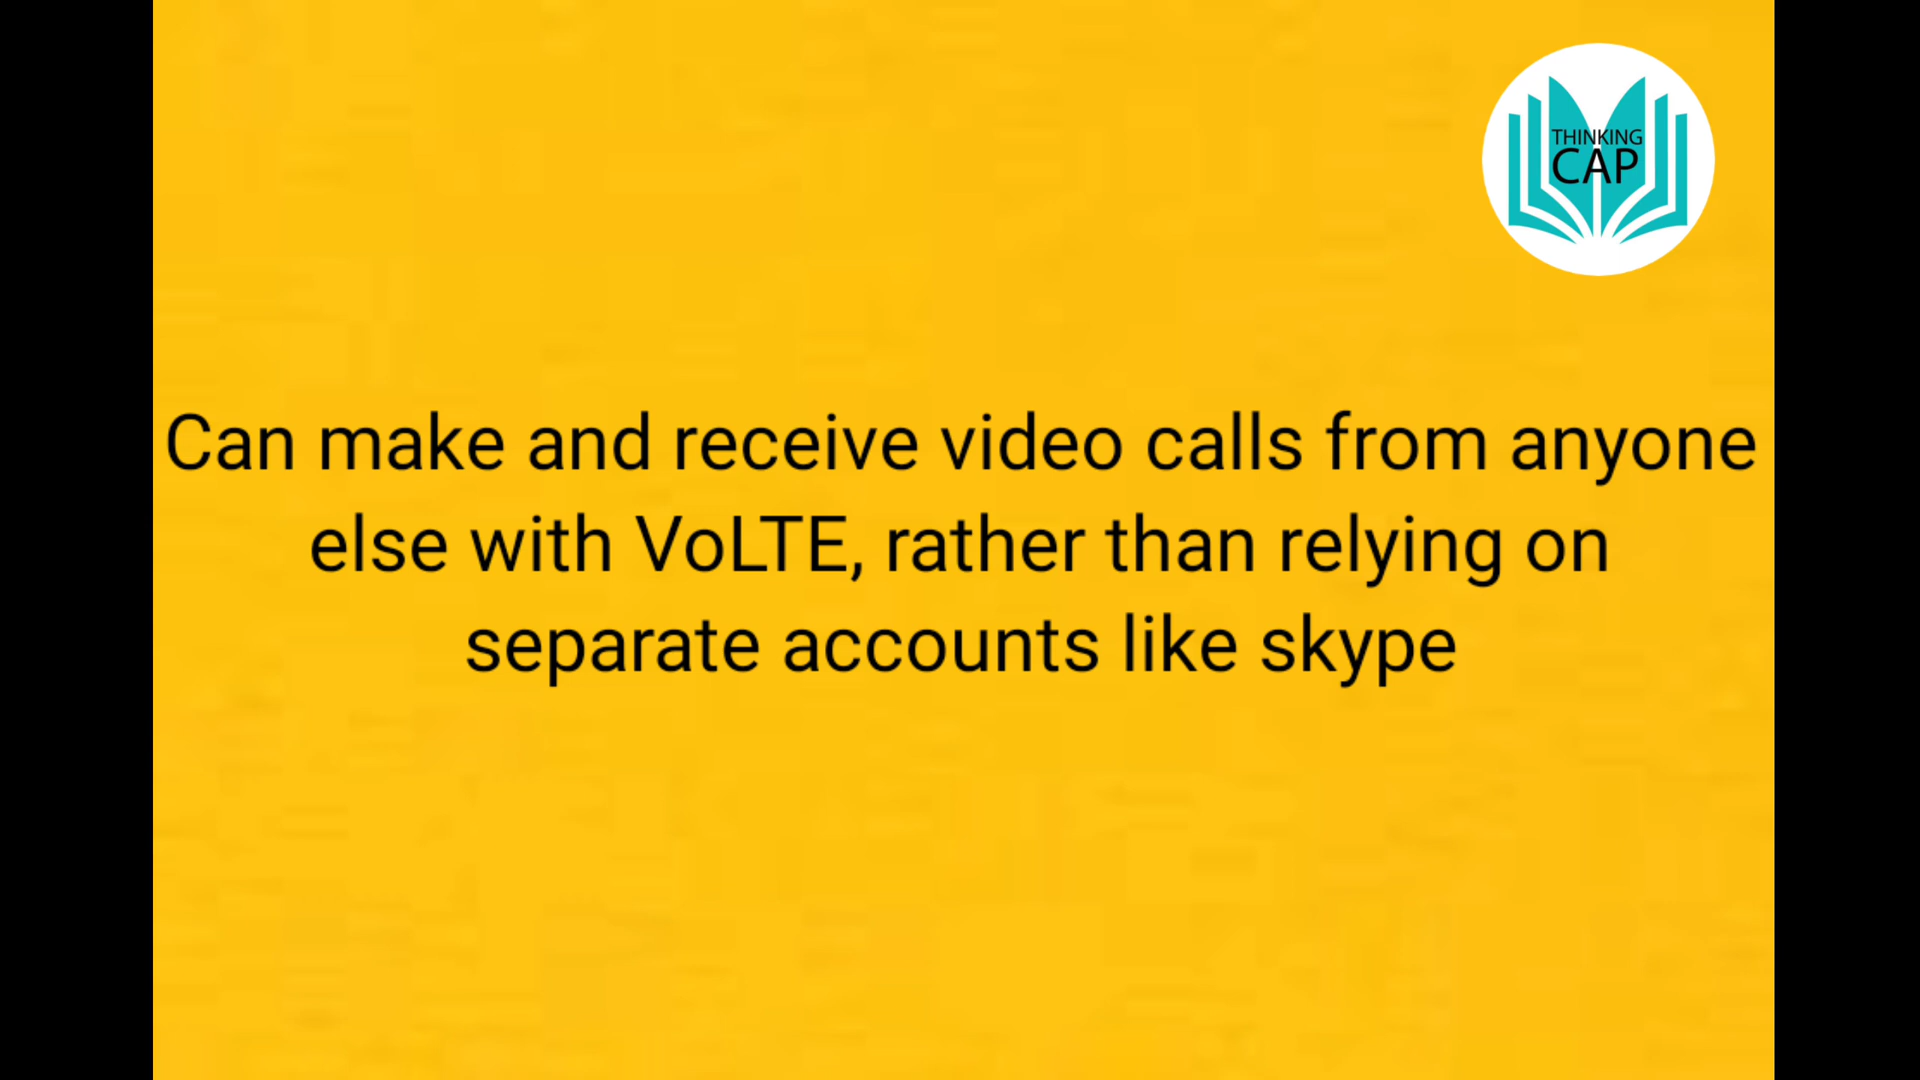 THINKING
CAP
Can make and receive video calls from anyone
else with VoLTE, rather than relying on
separate accounts like skype